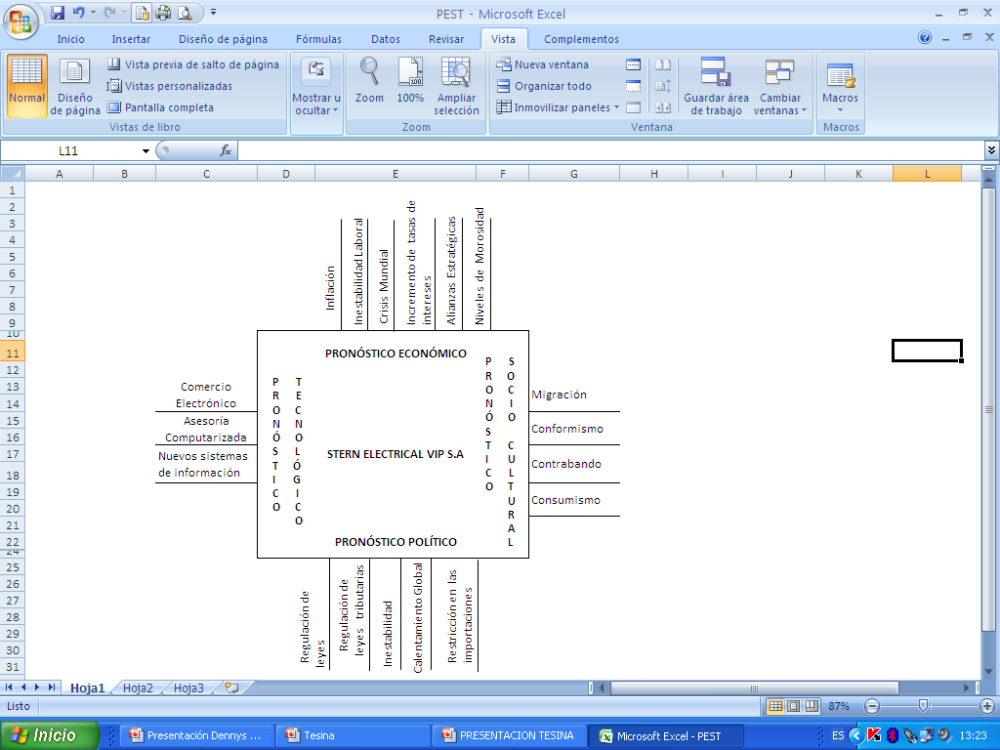 PEST - Microsoft Excel
Inicio Insertar Diseño de página Fórmulas Datos Revisar Vista Complementos
Normal
Diseño de página
Vista previa de salto de página
Vistas personalizadas
Pantalla completa
Libros de libro
Mostrar u ocultar
Zoom
100%
Ampliar selección
Zoom
Nueva ventana
Organizar todo
Inmovilizar paneles
Guardar área de trabajo
Cambiar ventanas
Ventana
Macros
Macros
L11
fx
A B C D E F G H I J K L
1
2
3
4
5
6
7
8
9
10
11
12
13
14
15
16
17
18
19
20
21
22
24
25
26
27
28
29
30
31
Inflación
Inestabilidad Laboral
Crisis Mundial
Incremento de tasas de
intereses
Alianzas Estratégicas
Niveles de Morosidad
PRONÓSTICO ECONÓMICO
Comercio
Electrónico
Asesoría
Computarizada
Nuevos sistemas
de información
PRONÓSTICO
TECNOLÓGICO
STERN ELECTRICAL VIP S.A
PRONÓSTICO
SOCIO CULTURAL
Migración
Conformismo
Contrabando
Consumismo
PRONÓSTICO POLÍTICO
Regulación de
leyes
Regulación de
leyes tributarias
Inestabilidad
Calentamiento Global
Restricción en las
importaciones
Hoja1 Hoja2 Hoja3
Listo
87%
Inicio
Presentación Dennys ...
Tesina
PRESENTACION TESINA
Microsoft Excel - PEST
ES
13:23